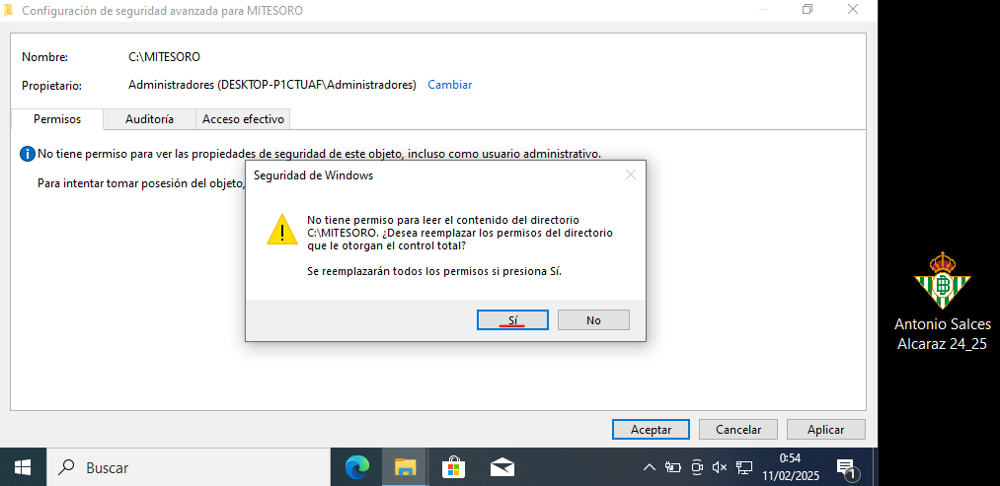 Configuración de seguridad avanzada para MITESORO
Nombre: C:\MITESORO
Propietario: Administradores (DESKTOP-P1CTUAF\Administradores) Cambiar
Permisos Auditoría Acceso efectivo
No tiene permiso para ver las propiedades de seguridad de este objeto, incluso como usuario administrativo.
Para intentar tomar posesión del objeto,
Seguridad de Windows
No tiene permiso para leer el contenido del directorio
C:\MITESORO. ¿Desea reemplazar los permisos del directorio
que le otorgan el control total?
Se reemplazarán todos los permisos si presiona Sí.
Sí No
Aceptar Cancelar Aplicar
Antonio Salces
Alcaraz 24_25
Buscar
0:54
11/02/2025
1